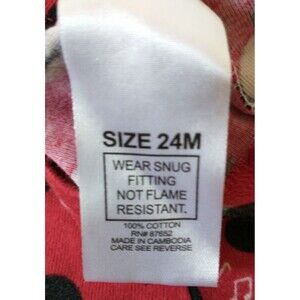 SIZE 24M
WEAR SNUG
FITTING
NOT FLAME
RESISTANT.
100% COTTON
RN# 87652
MADE IN CAMBODIA
CARE SEE REVERSE